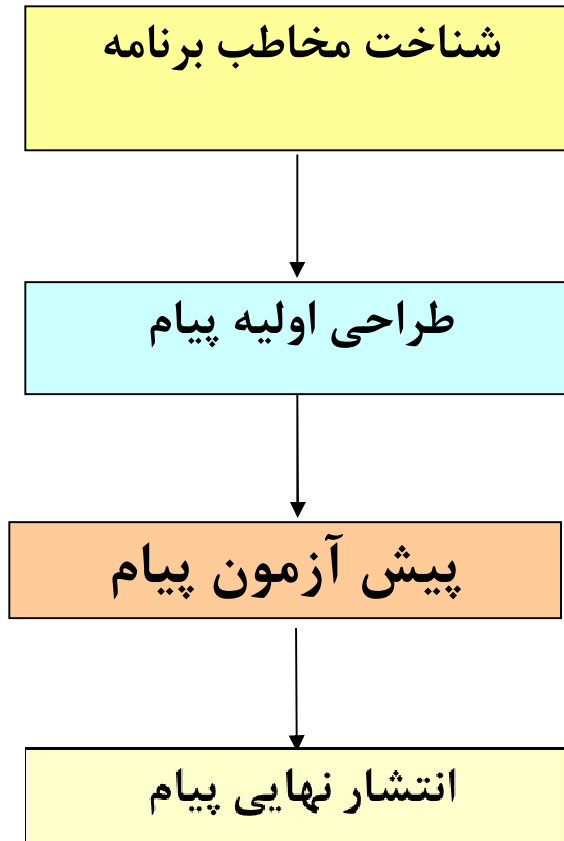 شناخت مخاطب برنامه
طراحی اولیه پیام
پیش آزمون پیام
انتشار نهایی پیام